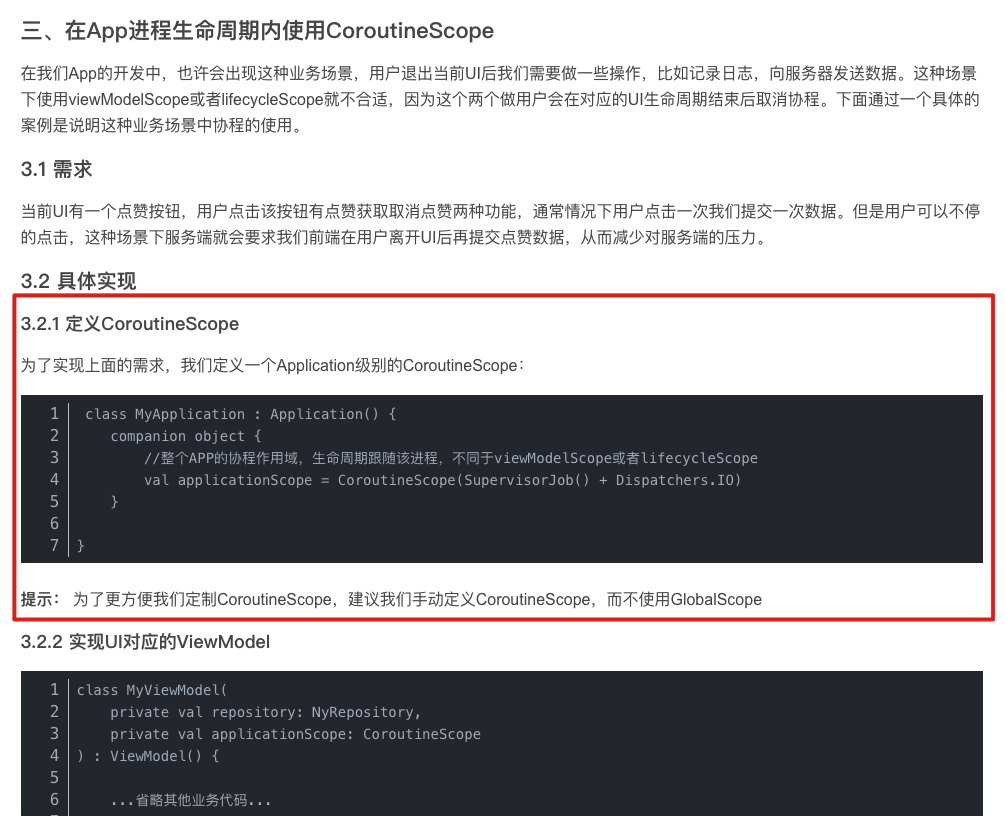 三、在App进程生命周期内使用CoroutineScope
在我们App的开发中，也许会出现这种业务场景，用户退出当前UI后我们需要做一些操作，比如记录日志，向服务器发送数据。这种场景
下使用viewModelScope或者lifecycleScope就不合适，因为这个两个做用户会在对应的UI生命周期结束后取消协程。下面通过一个具体的
案例是说明这种业务场景中协程的使用。
3.1 需求
当前UI有一个点赞按钮，用户点击该按钮有点赞获取取消点赞两种功能，通常情况下用户点击一次我们提交一次数据。但是用户可以不停
的点击，这种场景下服务端就会要求我们前端在用户离开UI后再提交点赞数据，从而减少对服务端的压力。
3.2 具体实现
3.2.1 定义CoroutineScope
为了实现上面的需求，我们定义一个Application级别的CoroutineScope：
1 class MyApplication : Application() {
2 companion object {
3 //整个APP的协程作用域，生命周期跟随该进程，不同于viewModelScope或者lifecycleScope
4 val applicationScope = CoroutineScope(SupervisorJob() + Dispatchers.IO)
5 }
6
7 }
提示： 为了更方便我们定制CoroutineScope，建议我们手动定义CoroutineScope，而不使用GlobalScope
3.2.2 实现UI对应的ViewModel
1 class MyViewModel(
2 private val repository: NyRepository,
3 private val applicationScope: CoroutineScope
4 ) : ViewModel() {
5
6 ...省略其他业务代码...